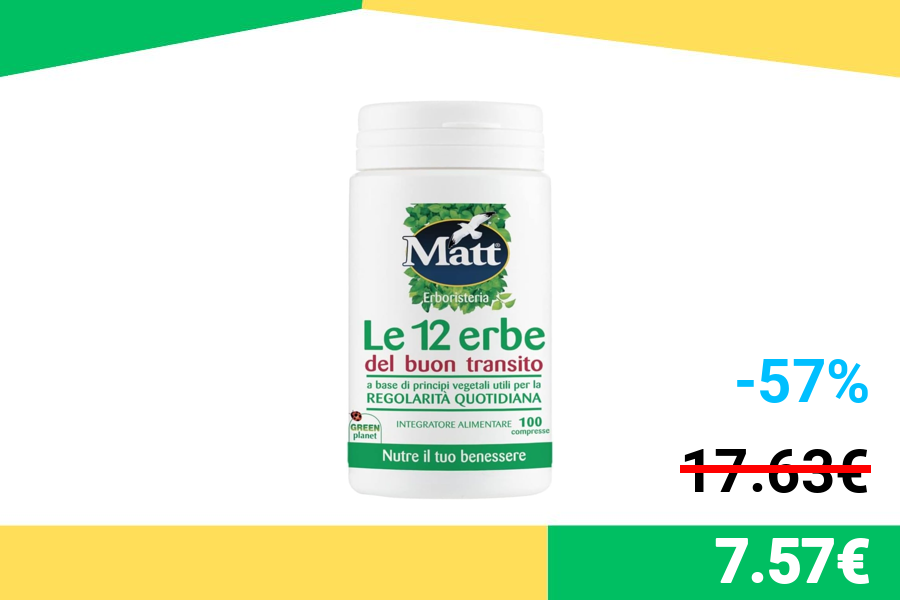 Matt®
Erboristeria
Le 12 erbe
del buon transito
a base di principi vegetali utili per la
REGOLARITÀ QUOTIDIANA
GREEN
planet
INTEGRATORE ALIMENTARE 100
compresse
Nutre il tuo benessere
-57%
17.63€
7.57€